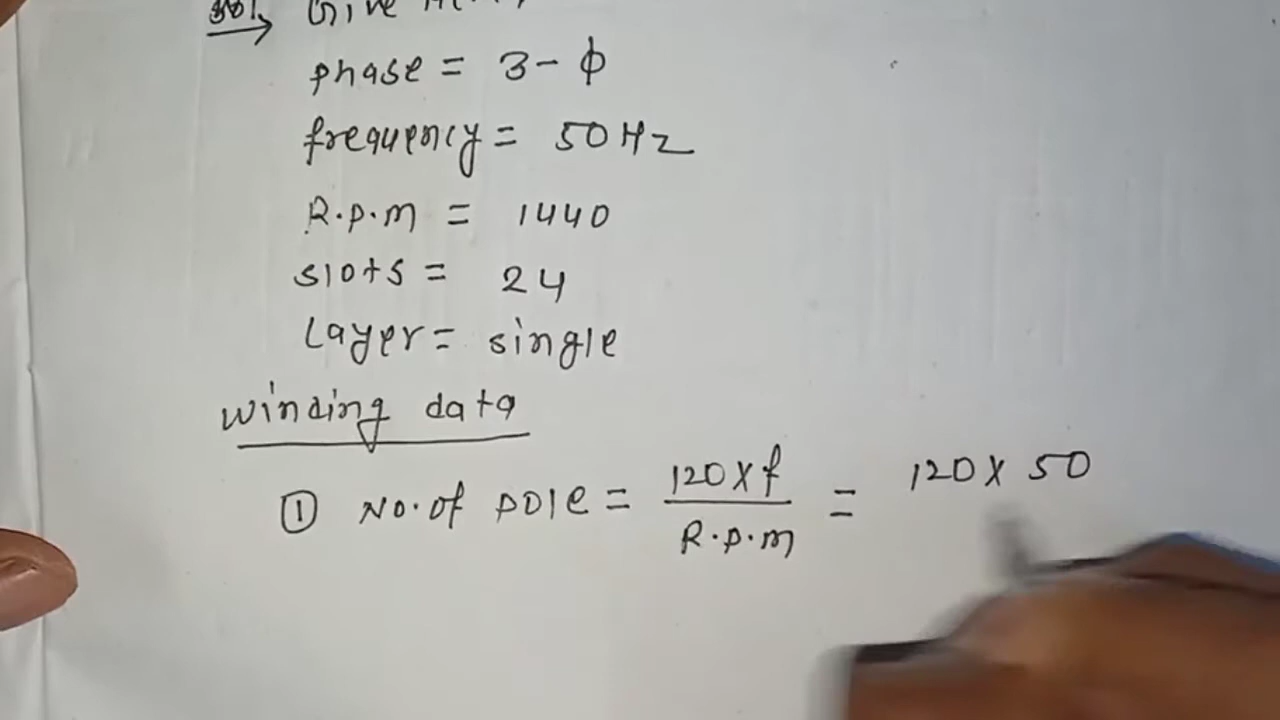 phase = 3-ϕ
frequency = 50Hz
R.P.M = 1440
slots = 24
Layer = single
winding data
① No. of pole = 120 X f / R.P.M = 120 X 50